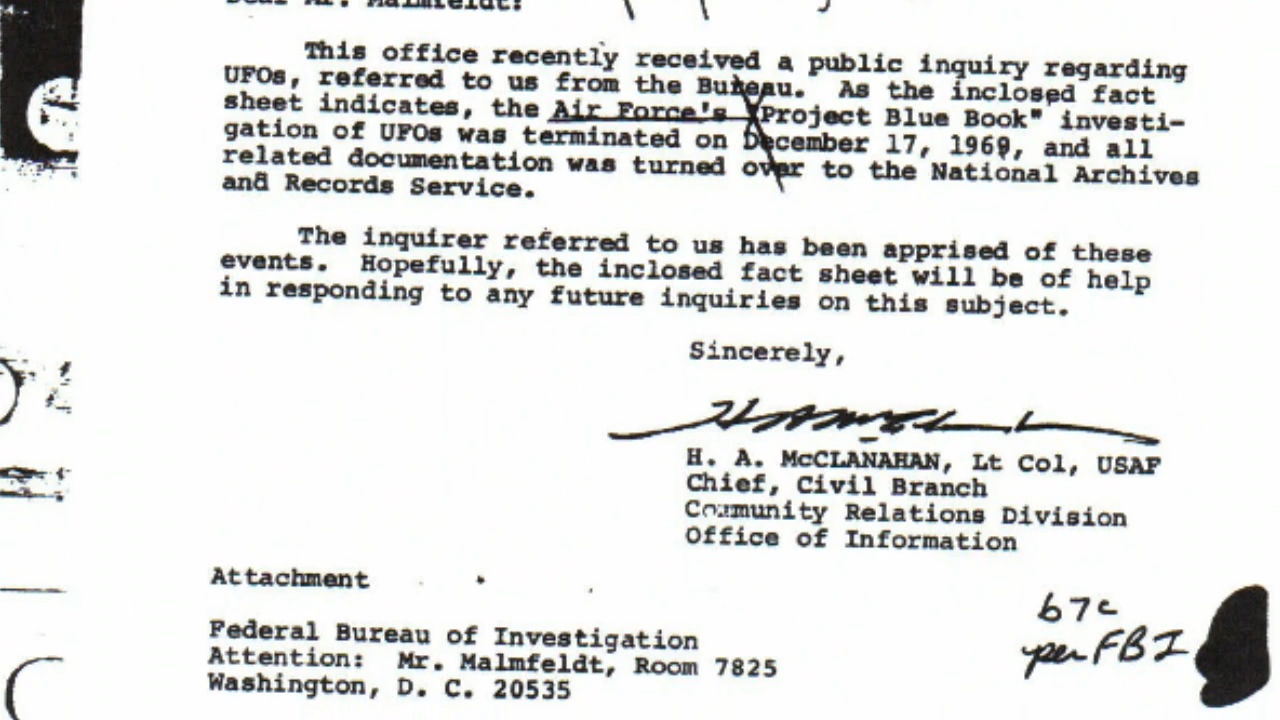 Dear Mr. Malmfeldt:
This office recently received a public inquiry regarding
UFOs, referred to us from the Bureau. As the inclosed fact
sheet indicates, the Air Force's "Project Blue Book" investi-
gation of UFOs was terminated on December 17, 1969, and all
related documentation was turned over to the National Archives
and Records Service.
The inquirer referred to us has been apprised of these
events. Hopefully, the inclosed fact sheet will be of help
in responding to any future inquiries on this subject.
Sincerely,
H. A. McCLANAHAN, Lt Col, USAF
Chief, Civil Branch
Community Relations Division
Office of Information
Attachment
b7c
per FBI
Federal Bureau of Investigation
Attention: Mr. Malmfeldt, Room 7825
Washington, D. C. 20535